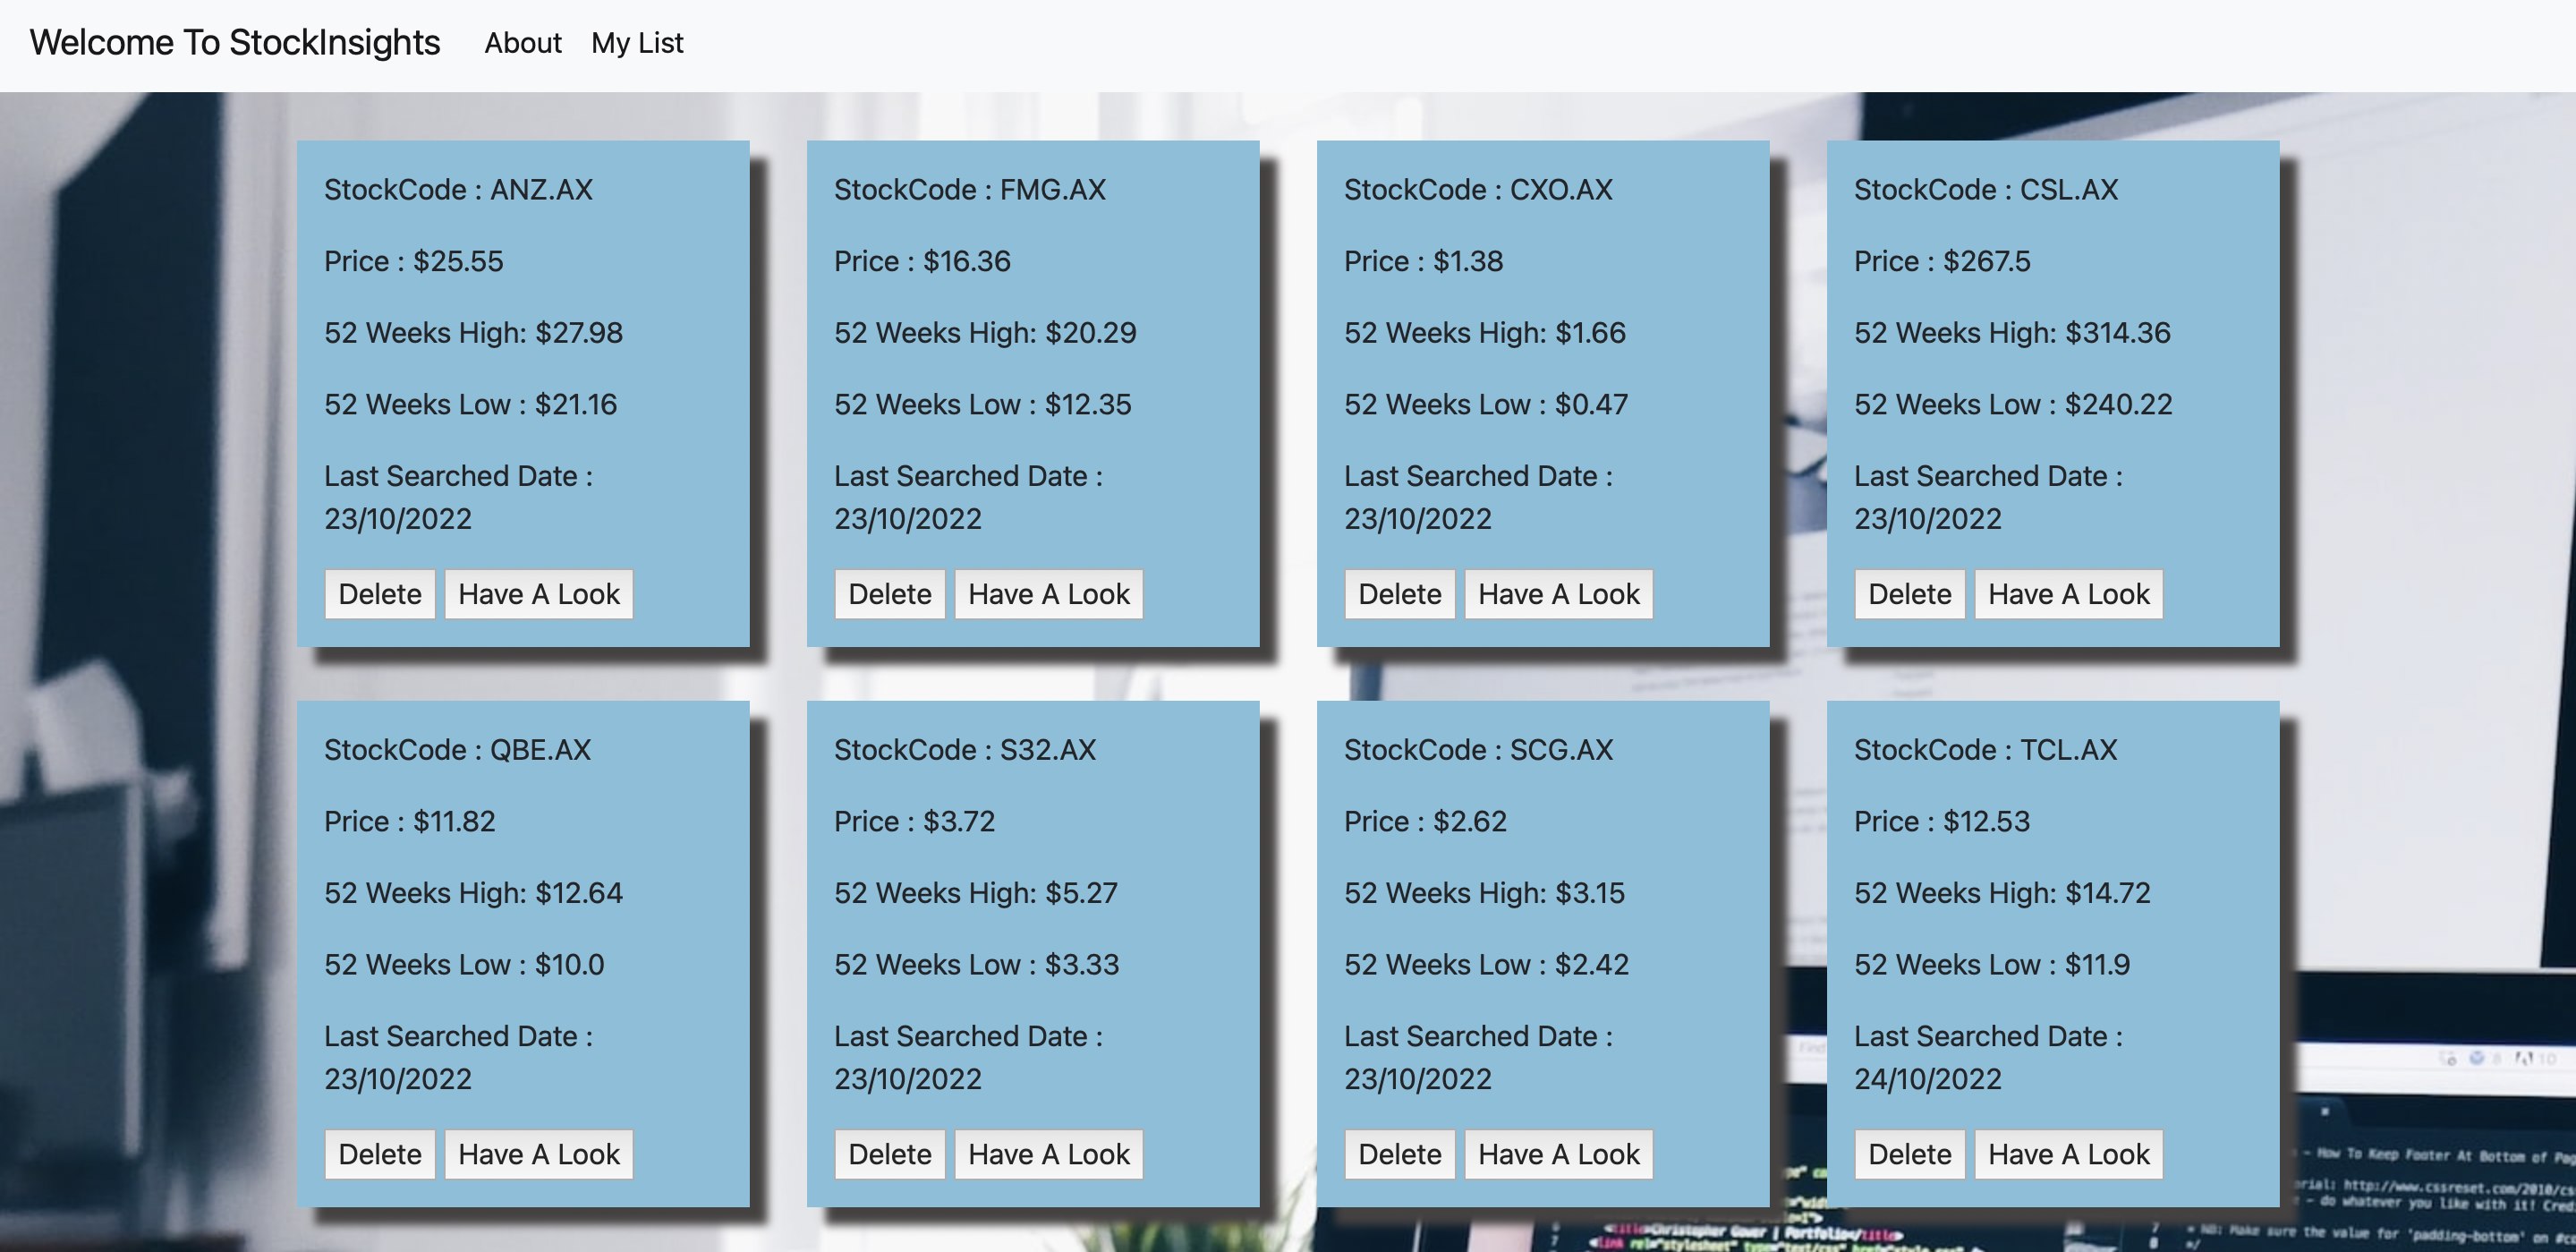 Welcome To StockInsights About My List
StockCode : ANZ.AX
Price : $25.55
52 Weeks High: $27.98
52 Weeks Low : $21.16
Last Searched Date :
23/10/2022
Delete Have A Look
StockCode : FMG.AX
Price : $16.36
52 Weeks High: $20.29
52 Weeks Low : $12.35
Last Searched Date :
23/10/2022
Delete Have A Look
StockCode : CXO.AX
Price : $1.38
52 Weeks High: $1.66
52 Weeks Low : $0.47
Last Searched Date :
23/10/2022
Delete Have A Look
StockCode : CSL.AX
Price : $267.5
52 Weeks High: $314.36
52 Weeks Low : $240.22
Last Searched Date :
23/10/2022
Delete Have A Look
StockCode : QBE.AX
Price : $11.82
52 Weeks High: $12.64
52 Weeks Low : $10.0
Last Searched Date :
23/10/2022
Delete Have A Look
StockCode : S32.AX
Price : $3.72
52 Weeks High: $5.27
52 Weeks Low : $3.33
Last Searched Date :
23/10/2022
Delete Have A Look
StockCode : SCG.AX
Price : $2.62
52 Weeks High: $3.15
52 Weeks Low : $2.42
Last Searched Date :
23/10/2022
Delete Have A Look
StockCode : TCL.AX
Price : $12.53
52 Weeks High: $14.72
52 Weeks Low : $11.9
Last Searched Date :
24/10/2022
Delete Have A Look
- How To Keep Footer At Bottom of Pag
rial: http://www.cssreset.com/2010/cs
- do whatever you like with it! Cred
7 * NB: Make sure the value for 'padding-bottom' on #c
8 */
6 <title>Christopher Gover | Portfolio</title>
7 <link rel="stylesheet" type="text/css"